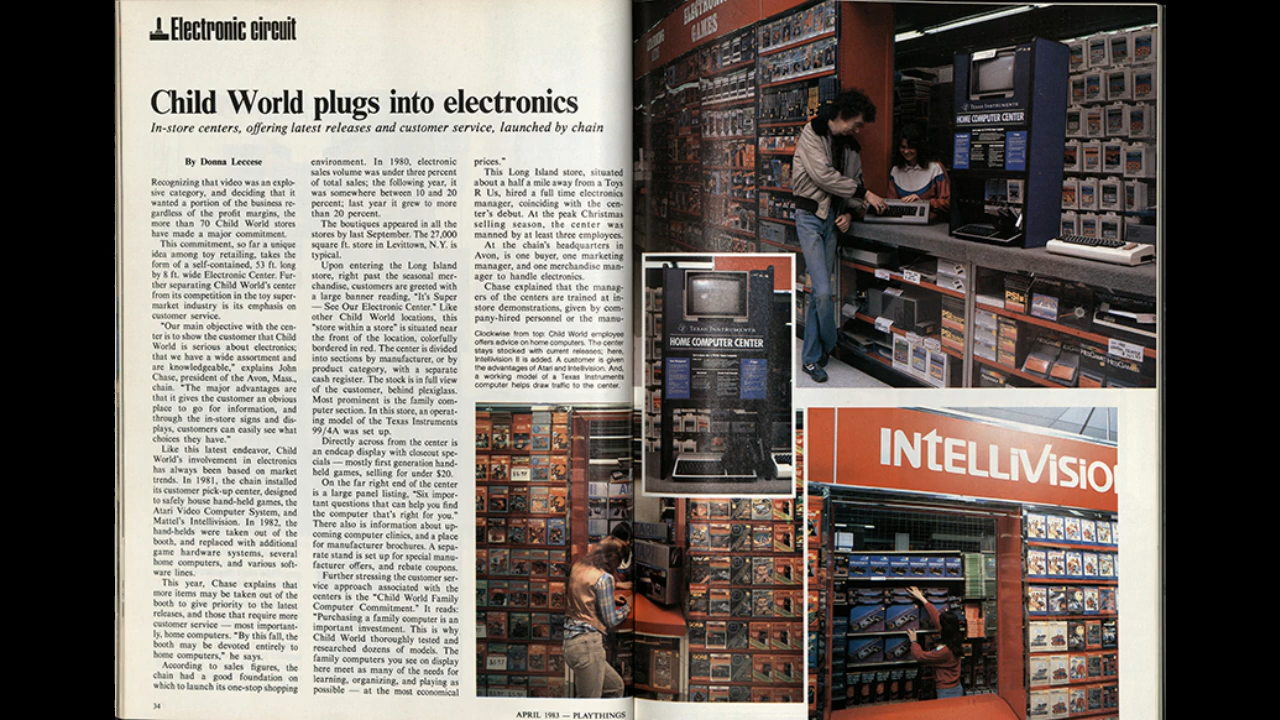 Electronic circuit
Child World plugs into electronics
In-store centers, offering latest releases and customer service, launched by chain
By Donna Leccese
Recognizing that video was an explo-
sive category, and deciding that it
wanted a portion of the business re-
gardless of the profit margins, the
more than 70 Child World stores
have made a major commitment.
This commitment, so far a unique
idea among toy retailing, takes the
form of a self-contained, 53 ft. long
by 8 ft. wide Electronic Center. Fur-
ther separating Child World's center
from its competition in the toy super-
market industry is its emphasis on
customer service.
"Our main objective with the cen-
ter is to show the customer that Child
World is serious about electronics;
that we have a wide assortment and
are knowledgeable," explains John
Chase, president of the Avon, Mass.,
chain. "The major advantages are
that it gives the customer an obvious
place to go for information, and
through the in-store signs and dis-
plays, customers can easily see what
choices they have."
Like this latest endeavor, Child
World's involvement in electronics
has always been based on market
trends. In 1981, the chain installed
its customer pick-up center, designed
to safely house hand-held games, the
Atari Video Computer System, and
Mattel's Intellivision. In 1982, the
hand-helds were taken out of the
booth, and replaced with additional
game hardware systems, several
home computers, and various soft-
ware lines.
This year, Chase explains that
more items may be taken out of the
booth to give priority to the latest
releases, and those that require more
customer service — most important-
ly, home computers. "By this fall, the
booth may be devoted entirely to
home computers," he says.
According to sales figures, the
chain had a good foundation on
which to launch its one-stop shopping
environment. In 1980, electronic
sales volume was under three percent
of total sales; the following year, it
was somewhere between 10 and 20
percent; last year it grew to more
than 20 percent.
The boutiques appeared in all the
stores by last September. The 27,000
square ft. store in Levittown, N.Y. is
typical.
Upon entering the Long Island
store, right past the seasonal mer-
chandise, customers are greeted with
a large banner reading, "It's Super
— See Our Electronic Center." Like
other Child World locations, this
"store within a store" is situated near
the front of the location, colorfully
bordered in red. The center is divided
into sections by manufacturer, or by
product category, with a separate
cash register. The stock is in full view
of the customer, behind plexiglass.
Most prominent is the family com-
puter section. In this store, an operat-
ing model of the Texas Instruments
99/4A was set up.
Directly across from the center is
an endcap display with closeout spe-
cials — mostly first generation hand-
held games, selling for under $20.
On the far right end of the center
is a large panel listing, "Six impor-
tant questions that can help you find
the computer that's right for you."
There also is information about up-
coming computer clinics, and a place
for manufacturer brochures. A sepa-
rate stand is set up for special manu-
facturer offers, and rebate coupons.
Further stressing the customer ser-
vice approach associated with the
centers is the "Child World Family
Computer Commitment." It reads:
"Purchasing a family computer is an
important investment. This is why
Child World thoroughly tested and
researched dozens of models. The
family computers you see on display
here meet as many of the needs for
learning, organizing, and playing as
possible — at the most economical
prices."
This Long Island store, situated
about a half a mile away from a Toys
R Us, hired a full time electronics
manager, coinciding with the cen-
ter's debut. At the peak Christmas
selling season, the center was
manned by at least three employees.
At the chain's headquarters in
Avon, is one buyer, one marketing
manager, and one merchandise man-
ager to handle electronics.
Chase explained that the manag-
ers of the centers are trained at in-
store demonstrations, given by com-
pany-hired personnel or the manu-
Clockwise from top: Child World employee
offers advice on home computers. The center
stays stocked with current releases; here,
Intellivision II is added. A customer is given
the advantages of Atari and Intellivision. And,
a working model of a Texas Instruments
computer helps draw traffic to the center.
34
APRIL 1983 — PLAYTHINGS
ELECTRONIC
GAMES
TEXAS INSTRUMENTS
HOME COMPUTER CENTER
TEXAS INSTRUMENTS
HOME COMPUTER CENTER
INTELLIVISION